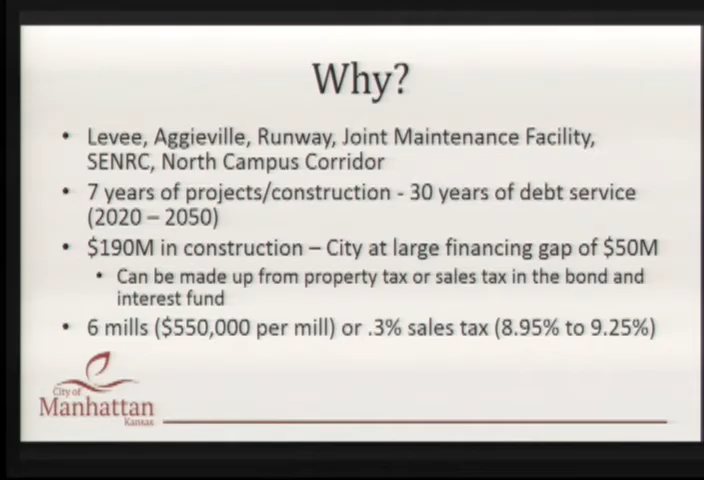 Why?
• Levee, Aggieville, Runway, Joint Maintenance Facility,
SENRC, North Campus Corridor
• 7 years of projects/construction - 30 years of debt service
(2020 – 2050)
• $190M in construction – City at large financing gap of $50M
• Can be made up from property tax or sales tax in the bond and
interest fund
• 6 mills ($550,000 per mill) or .3% sales tax (8.95% to 9.25%)
City of
Manhattan
Kansas